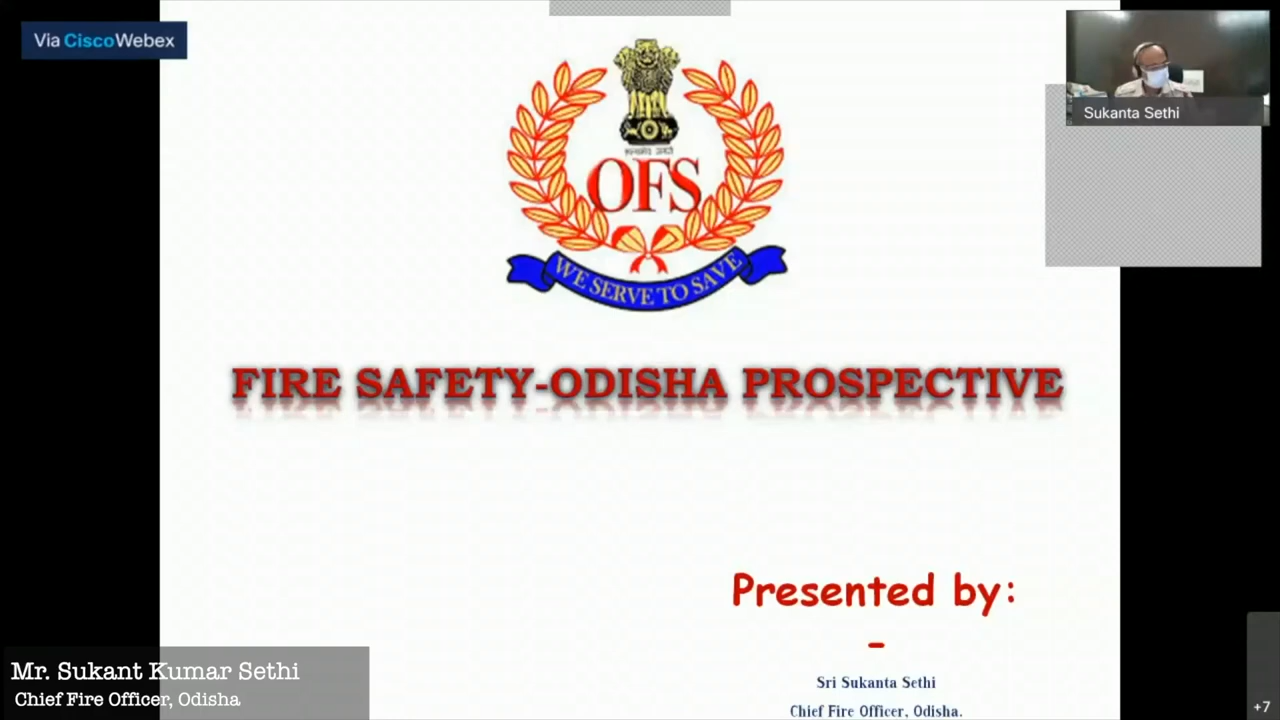 Via CiscoWebex
Sukanta Sethi
OFS
WE SERVE TO SAVE
FIRE SAFETY-ODISHA PROSPECTIVE
Presented by:
-
Sri Sukanta Sethi
Chief Fire Officer, Odisha.
Mr. Sukant Kumar Sethi
Chief Fire Officer, Odisha
+7